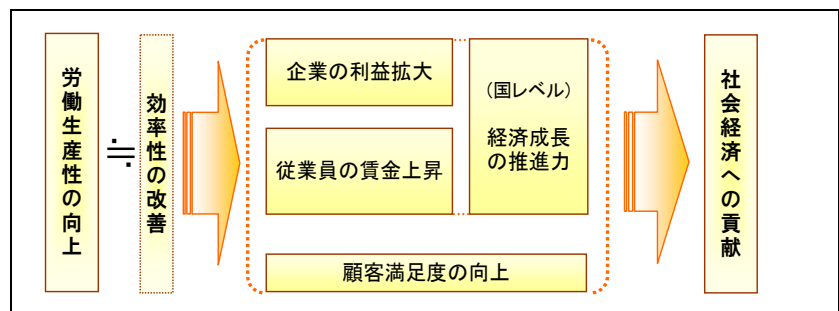 労働生産性の向上
≒
効率性の改善
企業の利益拡大
従業員の賃金上昇
(国レベル)
経済成長
の推進力
顧客満足度の向上
社会経済への貢献